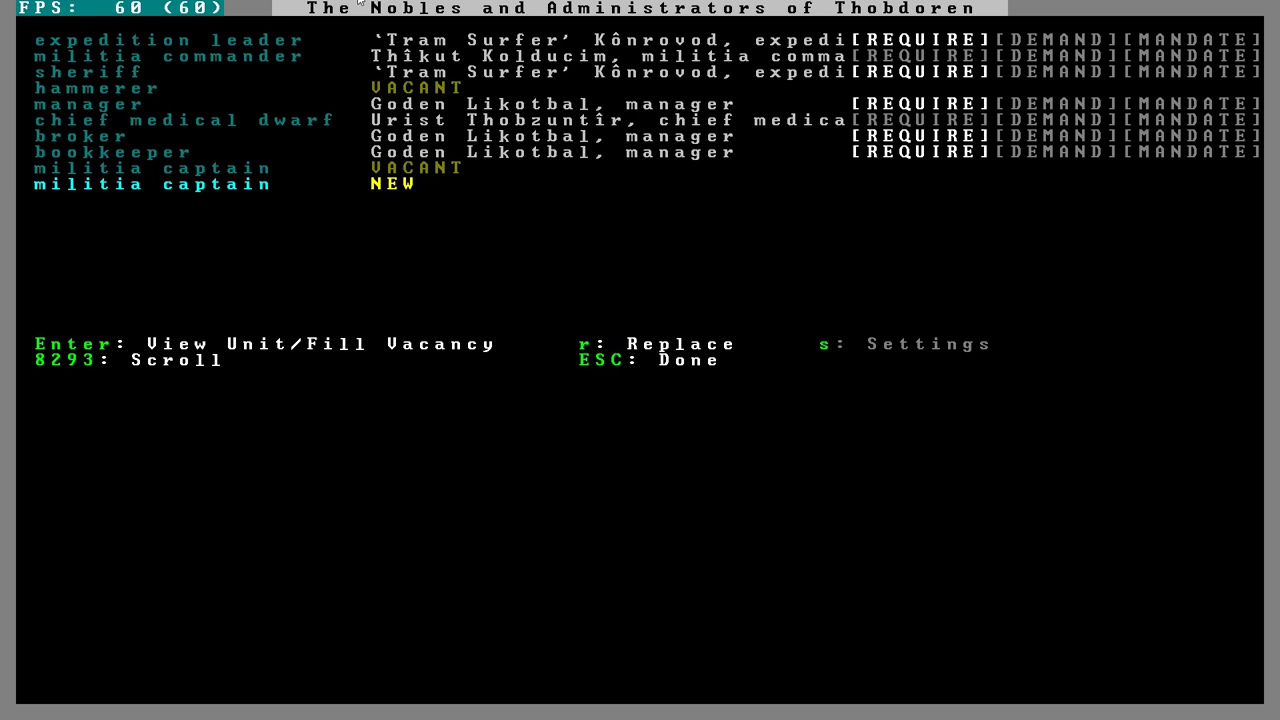 FPS: 60 (60) The Nobles and Administrators of Thobdoren
expedition leader `Tram Surfer' Kônrovod, expedi[REQUIRE][DEMAND][MANDATE]
militia commander Thîkut Kolducim, militia comma[REQUIRE][DEMAND][MANDATE]
sheriff `Tram Surfer' Kônrovod, expedi[REQUIRE][DEMAND][MANDATE]
hammerer VACANT
manager Goden Likotbal, manager [REQUIRE][DEMAND][MANDATE]
chief medical dwarf Urist Thobzuntîr, chief medica[REQUIRE][DEMAND][MANDATE]
broker Goden Likotbal, manager [REQUIRE][DEMAND][MANDATE]
bookkeeper Goden Likotbal, manager [REQUIRE][DEMAND][MANDATE]
militia captain VACANT
militia captain NEW
Enter: View Unit/Fill Vacancy r: Replace s: Settings
8293: Scroll ESC: Done